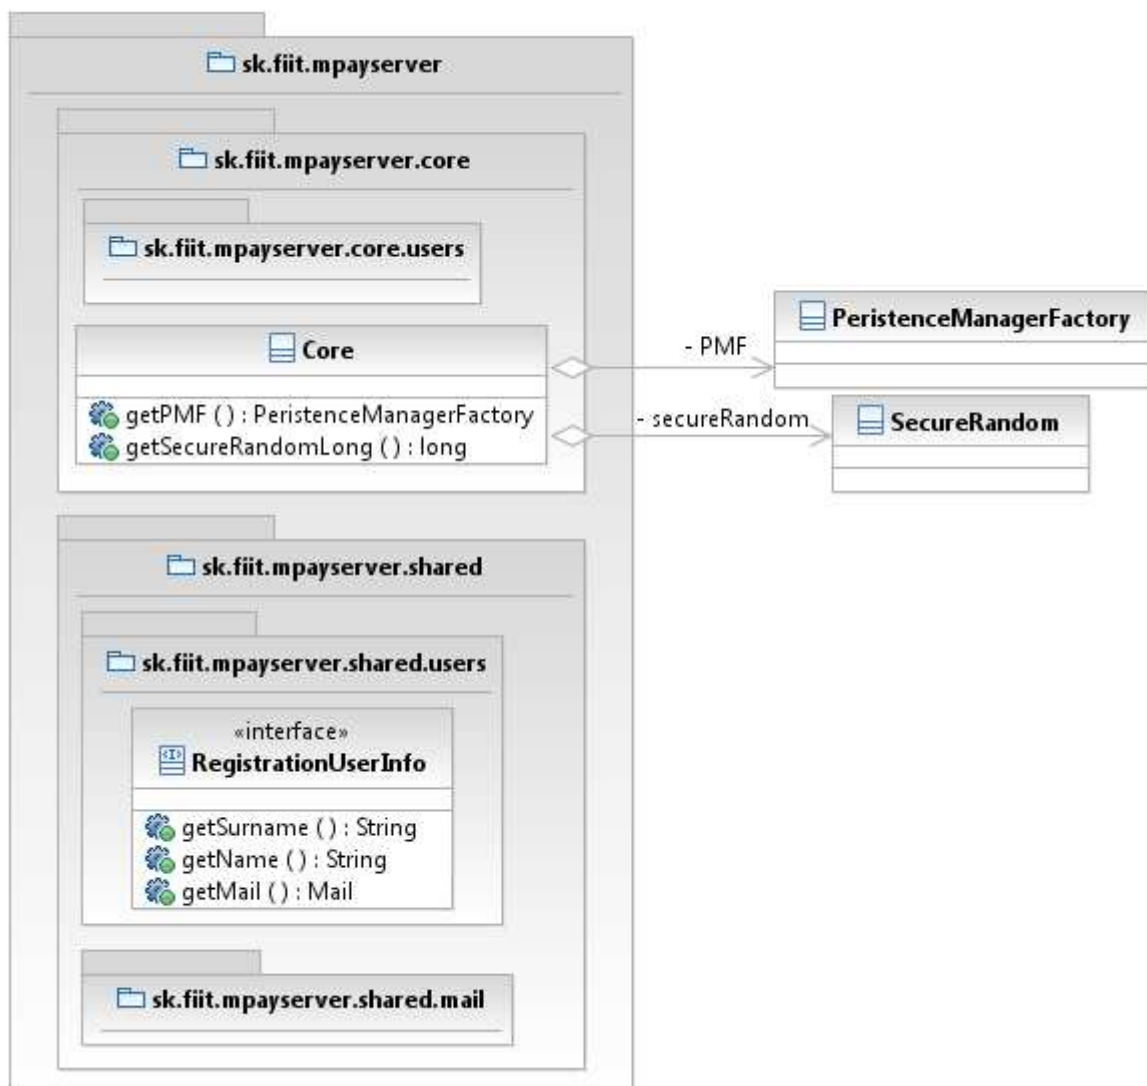 sk.fiit.mpayserver
sk.fiit.mpayserver.core
sk.fiit.mpayserver.core.users
Core
getPMF ( ) : PeristenceManagerFactory
getSecureRandomLong ( ) : long
- PMF
PeristenceManagerFactory
- secureRandom
SecureRandom
sk.fiit.mpayserver.shared
sk.fiit.mpayserver.shared.users
«interface»
<I>
RegistrationUserInfo
getSurname ( ) : String
getName ( ) : String
getMail ( ) : Mail
sk.fiit.mpayserver.shared.mail